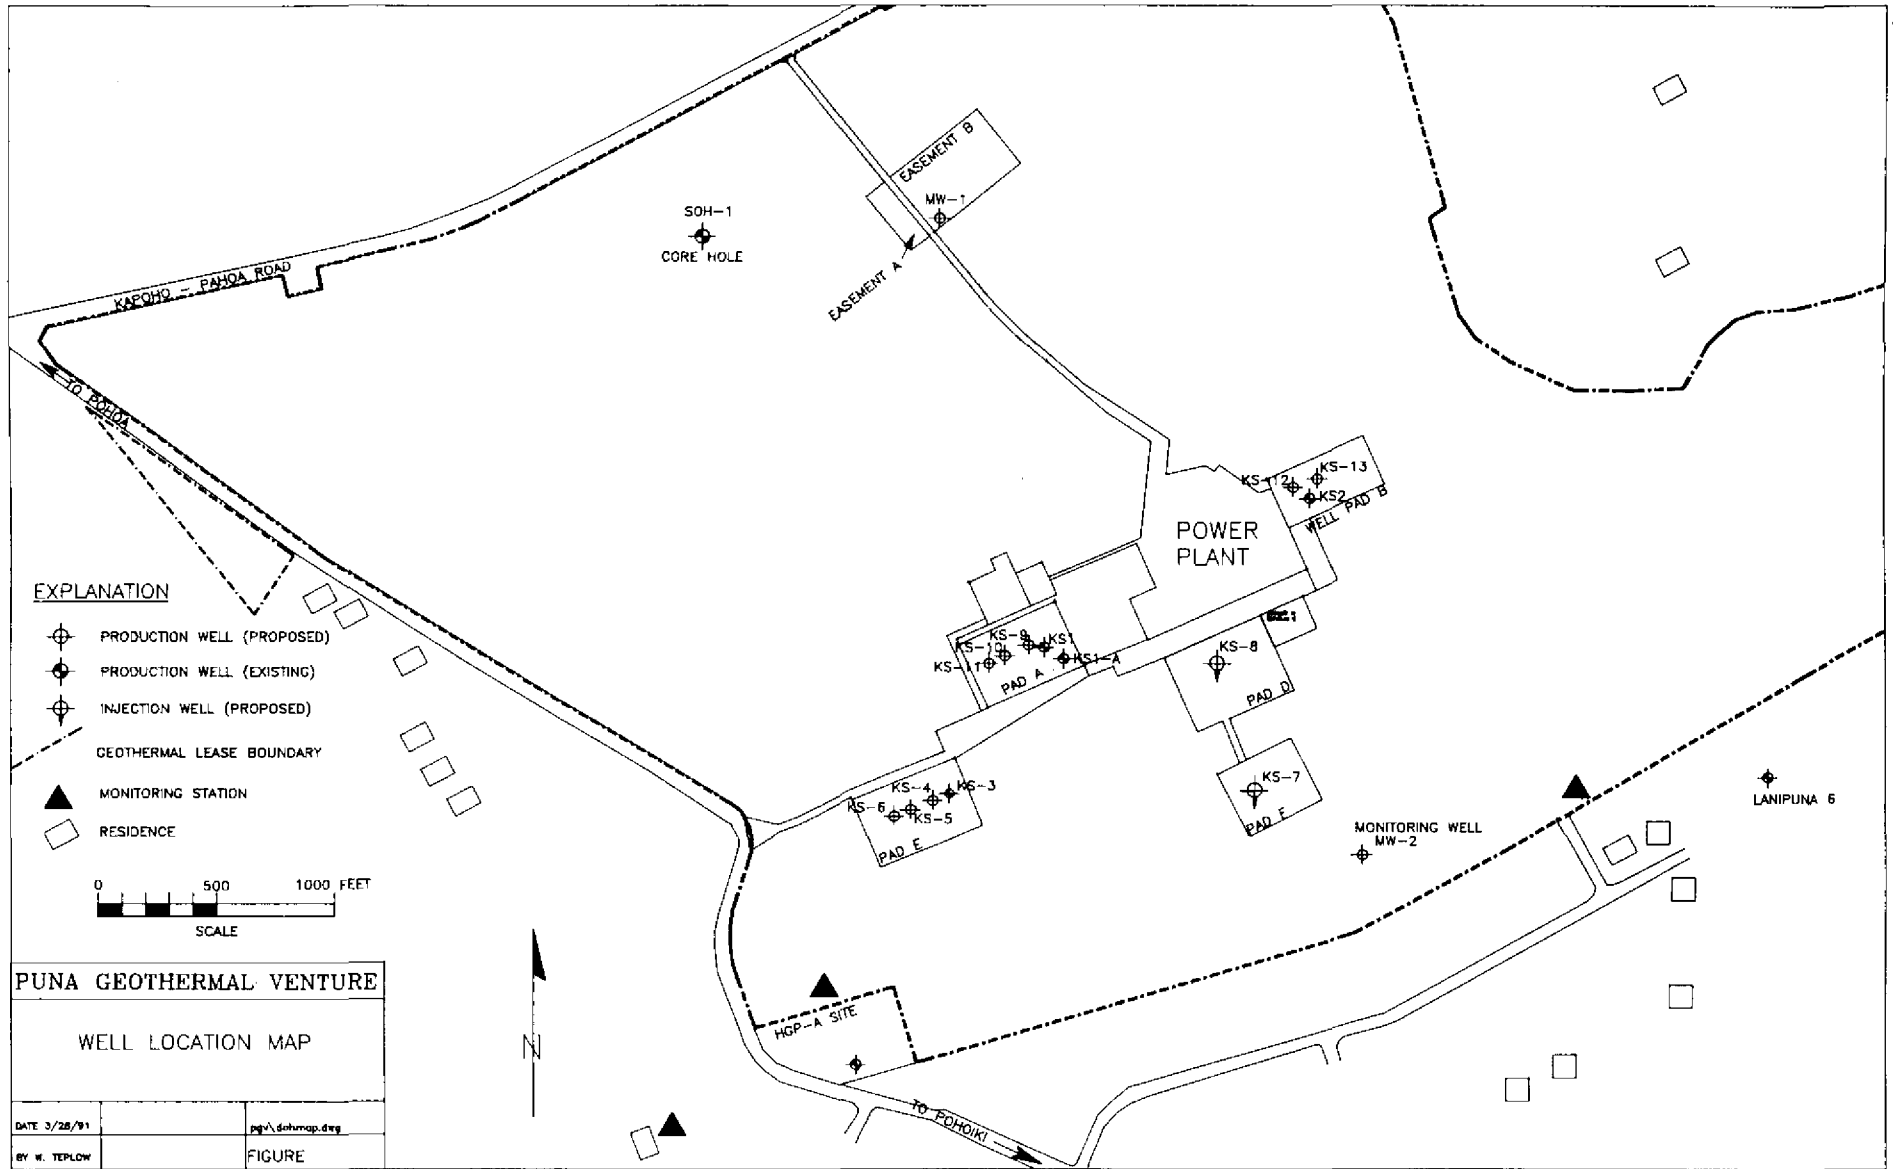 EASEMENT B
MW-1
SOH-1
CORE HOLE
EASEMENT A
KAPOHO - PAHOA ROAD
TO POHOA
KS-12
KS-13
KS2
WELL PAD B
POWER
PLANT
KS-9
KS1
KS-10
KS-11
KS1-A
PAD A
KS-8
PAD D
KS-7
PAD F
KS-4
KS-3
KS-6
KS-5
PAD E
LANIPUNA 6
MONITORING WELL
MW-2
HGP-A SITE
TO POHOIKI
N
EXPLANATION
PRODUCTION WELL (PROPOSED)
PRODUCTION WELL (EXISTING)
INJECTION WELL (PROPOSED)
GEOTHERMAL LEASE BOUNDARY
MONITORING STATION
RESIDENCE
0 500 1000 FEET
SCALE
PUNA GEOTHERMAL VENTURE
WELL LOCATION MAP
DATE 3/28/91
pgv\dohmap.dwg
BY W. TEPLOW
FIGURE